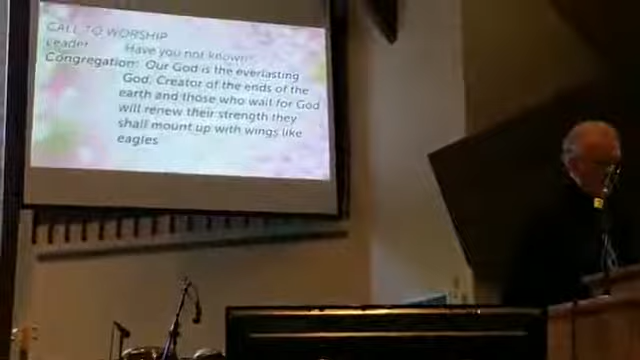 CALL TO WORSHIP
Leader Have you not known
Congregation: Our God is the everlasting
God, Creator of the ends of the
earth and those who wait for God
will renew their strength they
shall mount up with wings like
eagles